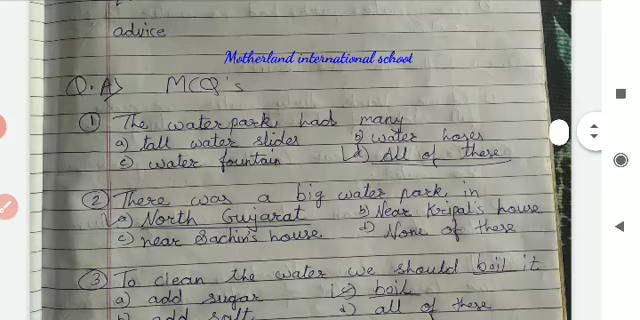 advice
Motherland international school
Q.A) MCQ's
① The water park had many
a) tall water slides b) water hoses
c) water fountain d) All of these
② There was a big water park in
a) North Gujarat b) Near Kripal's house
c) near Sachin's house d) None of these
③ To clean the water we should boil it
a) add sugar c) boil
b) add salt d) all of these